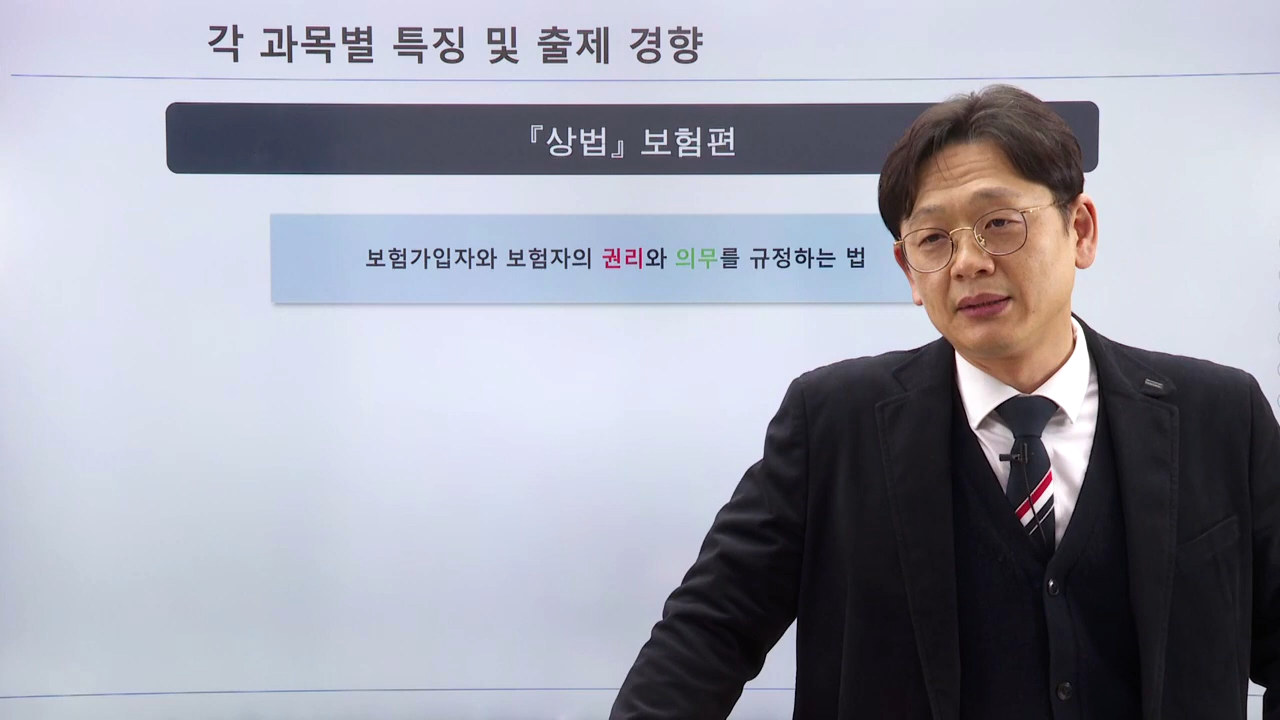 각 과목별 특징 및 출제 경향
『상법』 보험편
보험가입자와 보험자의 권리와 의무를 규정하는 법